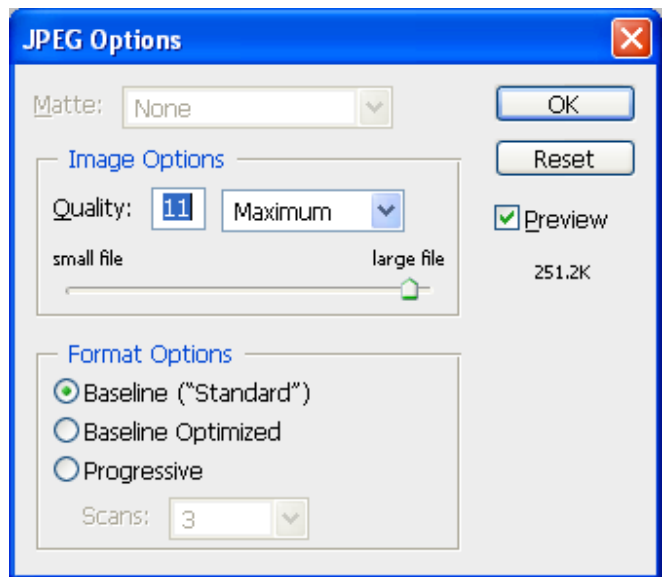 JPEG Options
Matte: None
OK
Image Options
Reset
Quality: 11 Maximum
Preview
small file large file
251.2K
Format Options
Baseline (“Standard”)
Baseline Optimized
Progressive
Scans: 3